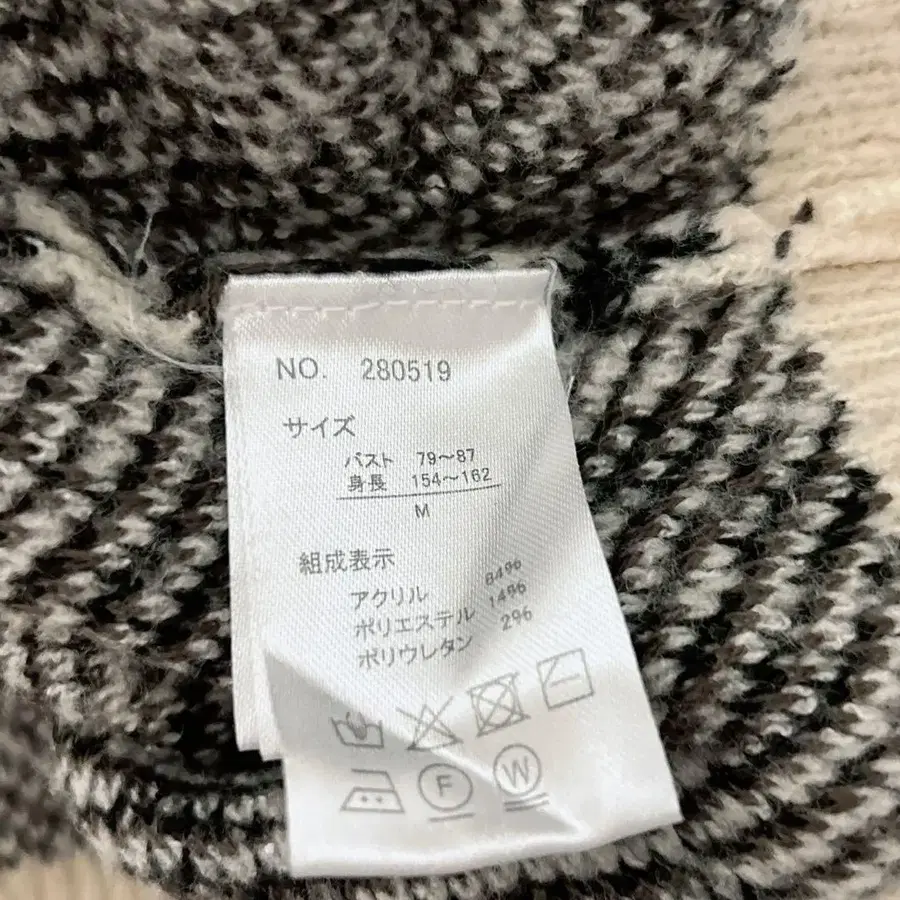 NO. 280519
サイズ
バスト 79～87
身長 154～162
M
組成表示
アクリル 84%
ポリエステル 14%
ポリウレタン 2%
F W